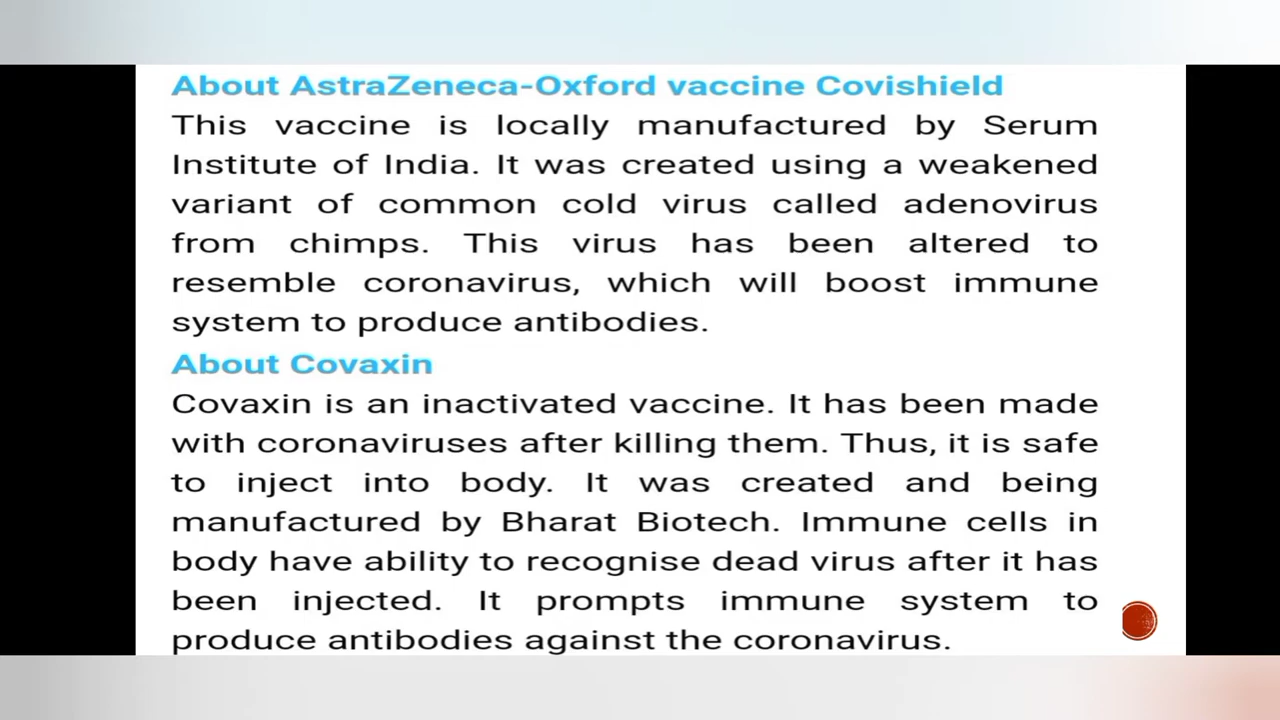 About AstraZeneca-Oxford vaccine Covishield
This vaccine is locally manufactured by Serum
Institute of India. It was created using a weakened
variant of common cold virus called adenovirus
from chimps. This virus has been altered to
resemble coronavirus, which will boost immune
system to produce antibodies.
About Covaxin
Covaxin is an inactivated vaccine. It has been made
with coronaviruses after killing them. Thus, it is safe
to inject into body. It was created and being
manufactured by Bharat Biotech. Immune cells in
body have ability to recognise dead virus after it has
been injected. It prompts immune system to
produce antibodies against the coronavirus.